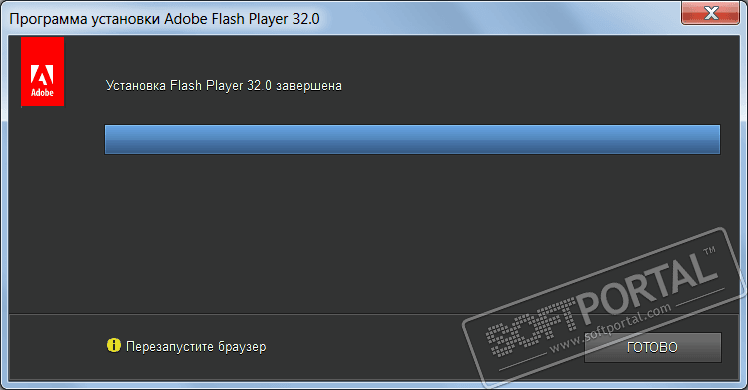 Программа установки Adobe Flash Player 32.0
Adobe
Установка Flash Player 32.0 завершена
SOFTPORTAL™
www.softportal.com
Перезапустите браузер
ГОТОВО